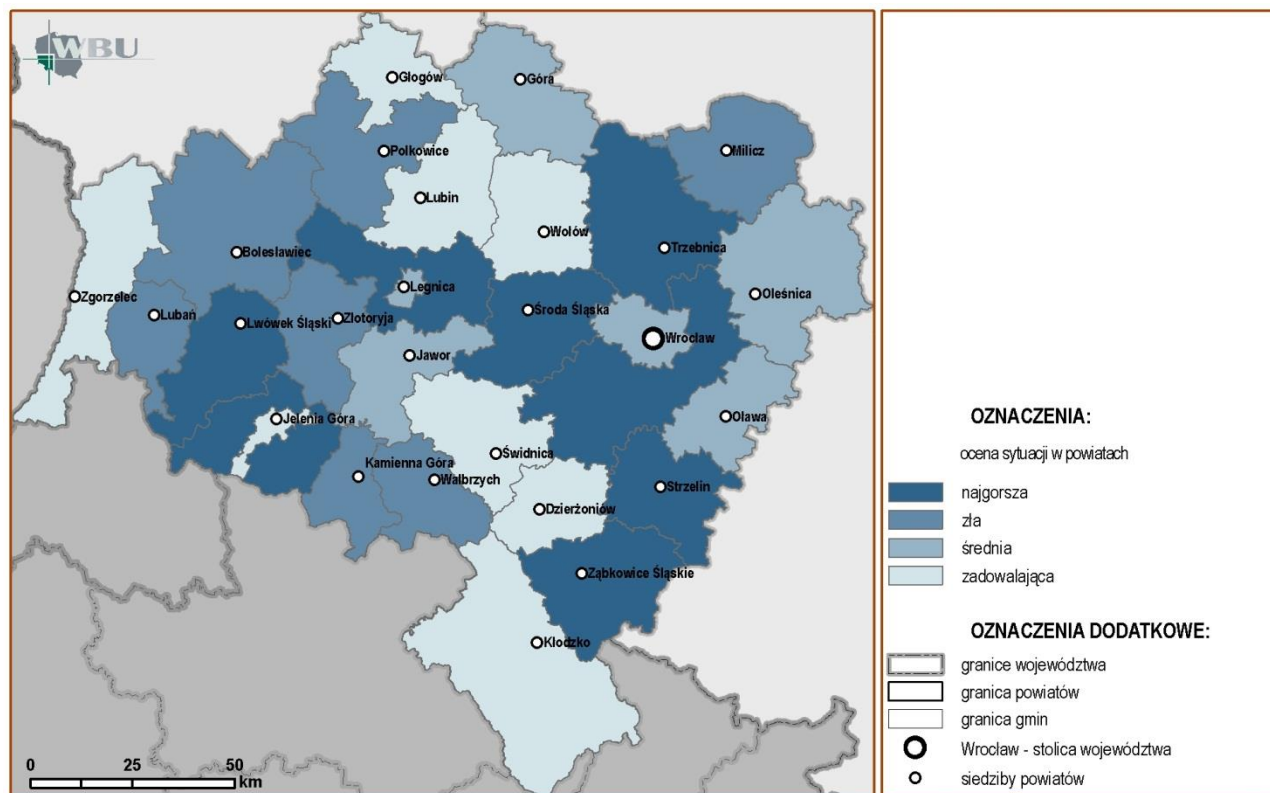 WBU
Głogów
Góra
Polkowice
Milicz
Lubin
Wołów
Trzebnica
Bolesławiec
Legnica
Oleśnica
Zgorzelec
Lubań
Lwówek Śląski
Złotoryja
Środa Śląska
Wrocław
Jawor
Jelenia Góra
Oława
Świdnica
Kamienna Góra
Walbrzych
Strzelin
Dzierżoniów
Ząbkowice Śląskie
Kłodzko
0 25 50
km
OZNACZENIA:
ocena sytuacji w powiatach
najgorsza
zła
średnia
zadowalająca
OZNACZENIA DODATKOWE:
granice województwa
granica powiatów
granica gmin
Wrocław - stolica województwa
siedziby powiatów